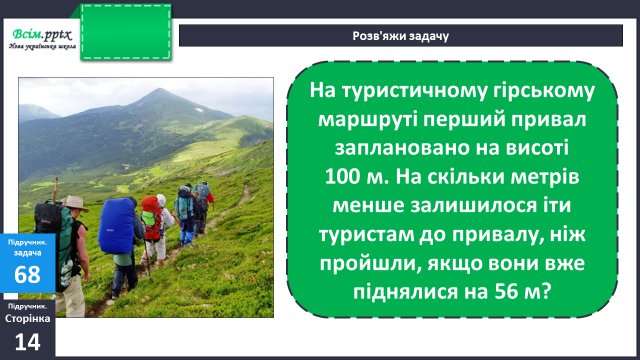 Всім.pptx
Нова українська школа
Розв'яжи задачу
На туристичному гірському
маршруті перший привал
заплановано на висоті
100 м. На скільки метрів
менше залишилося іти
туристам до привалу, ніж
пройшли, якщо вони вже
піднялися на 56 м?
Підручник.
задача
68
Підручник.
Сторінка
14